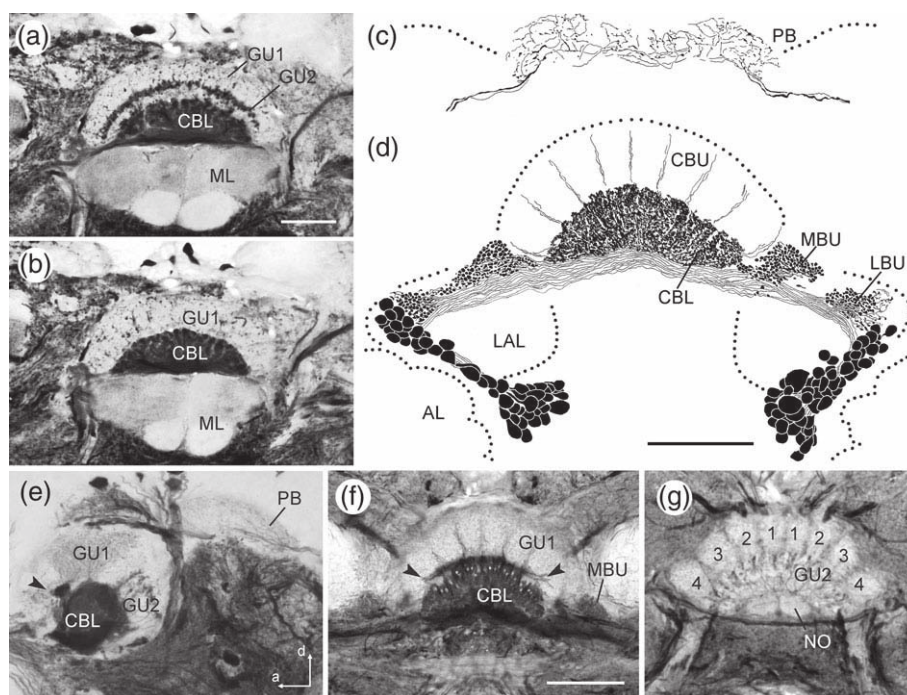 (a)
GU1
GU2
CBL
ML
(b)
GU1
CBL
ML
(c)
PB
(d)
CBU
MBU
LBU
CBL
LAL
AL
(e)
PB
GU1
CBL
GU2
d
a
(f)
GU1
MBU
CBL
(g)
1 1
2 2
3 3
GU2
4 4
NO